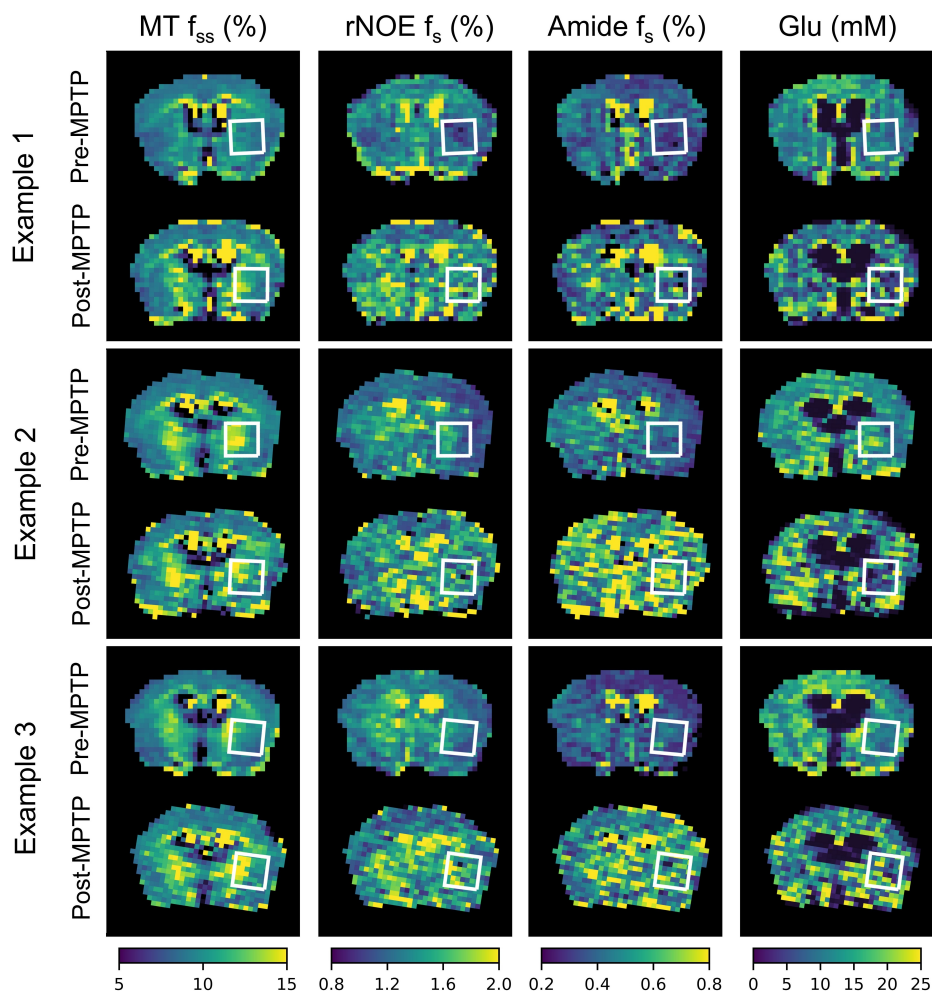 MT fss (%) rNOE fs (%) Amide fs (%) Glu (mM)
Example 1
Pre-MPTP
Post-MPTP
Example 2
Pre-MPTP
Post-MPTP
Example 3
Pre-MPTP
Post-MPTP
5 10 15 0.8 1.2 1.6 2.0 0.2 0.4 0.6 0.8 0 5 10 15 20 25